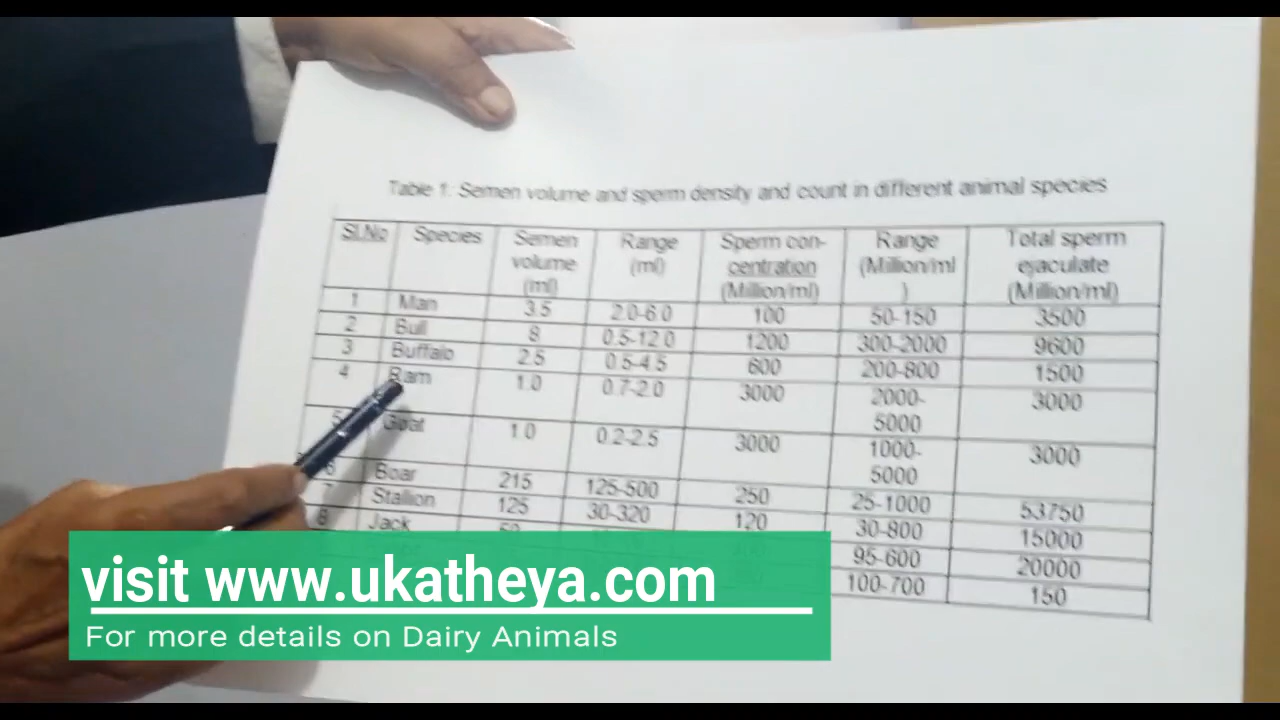 Table 1: Semen volume and sperm density and count in different animal species
Sl.No Species Semen volume (ml) Range (ml) Sperm con-centration (Million/ml) Range (Million/ml) Total sperm ejaculate (Million/ml)
1 Man 3.5 2.0-6.0 100 50-150 3500
2 Bull 8 0.5-12.0 1200 300-2000 9600
3 Buffalo 2.5 0.5-4.5 600 200-800 1500
4 Ram 1.0 0.7-2.0 3000 2000-5000 3000
5 Goat 1.0 0.2-2.5 3000 1000-5000 3000
6 Boar 215 125-500 250 25-1000 53750
7 Stallion 125 30-320 120 30-800 15000
8 Jack 95-600 20000
100-700 150
visit www.ukatheya.com
For more details on Dairy Animals